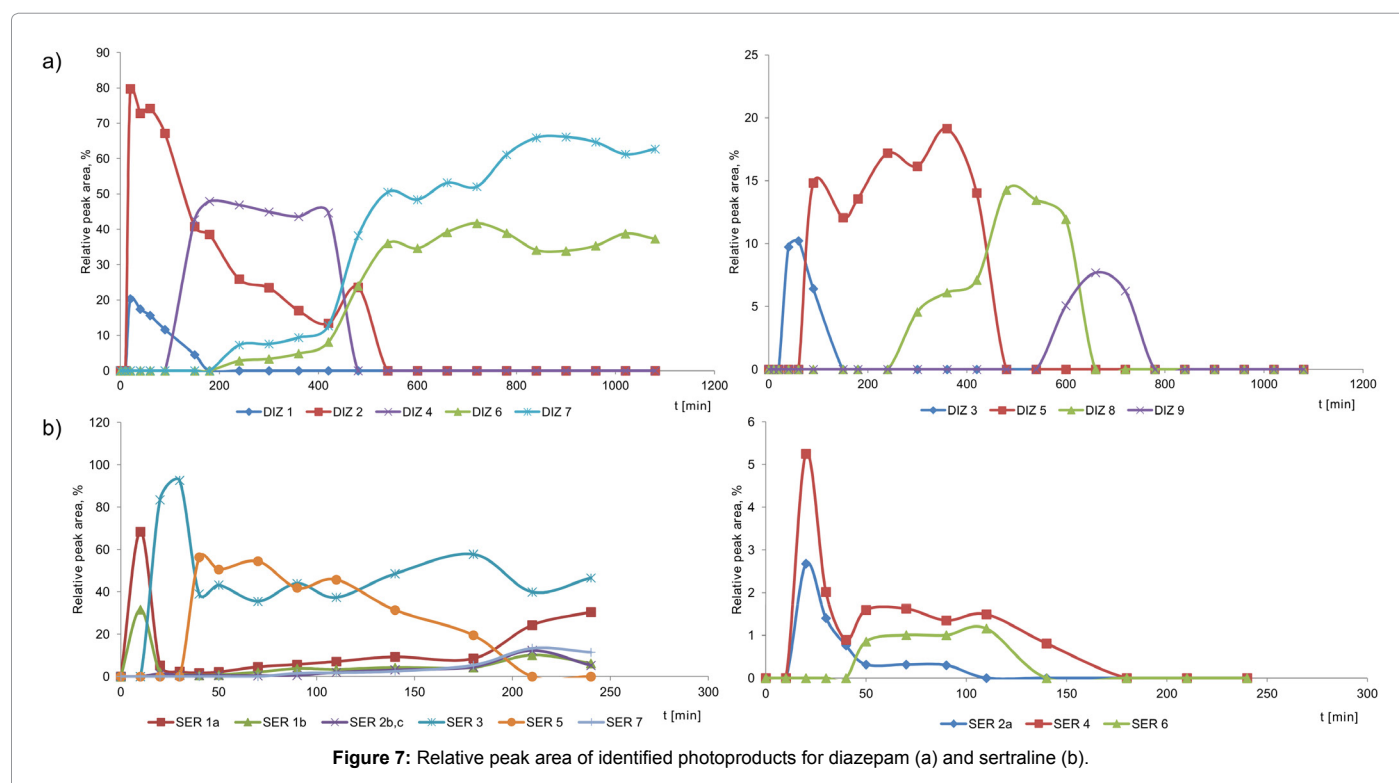 a)
Relative peak area, %
90
80
70
60
50
40
30
20
10
0
0 200 400 600 800 1000 1200
t [min]
DIZ 1 DIZ 2 DIZ 4 DIZ 6 DIZ 7
Relative peak area, %
25
20
15
10
5
0
0 200 400 600 800 1000 1200
t [min]
DIZ 3 DIZ 5 DIZ 8 DIZ 9
b)
Relative peak area, %
120
100
80
60
40
20
0
0 50 100 150 200 250 300
t [min]
SER 1a SER 1b SER 2b,c SER 3 SER 5 SER 7
Relative peak area, %
6
5
4
3
2
1
0
0 50 100 150 200 250 300
t [min]
SER 2a SER 4 SER 6
Figure 7: Relative peak area of identified photoproducts for diazepam (a) and sertraline (b).